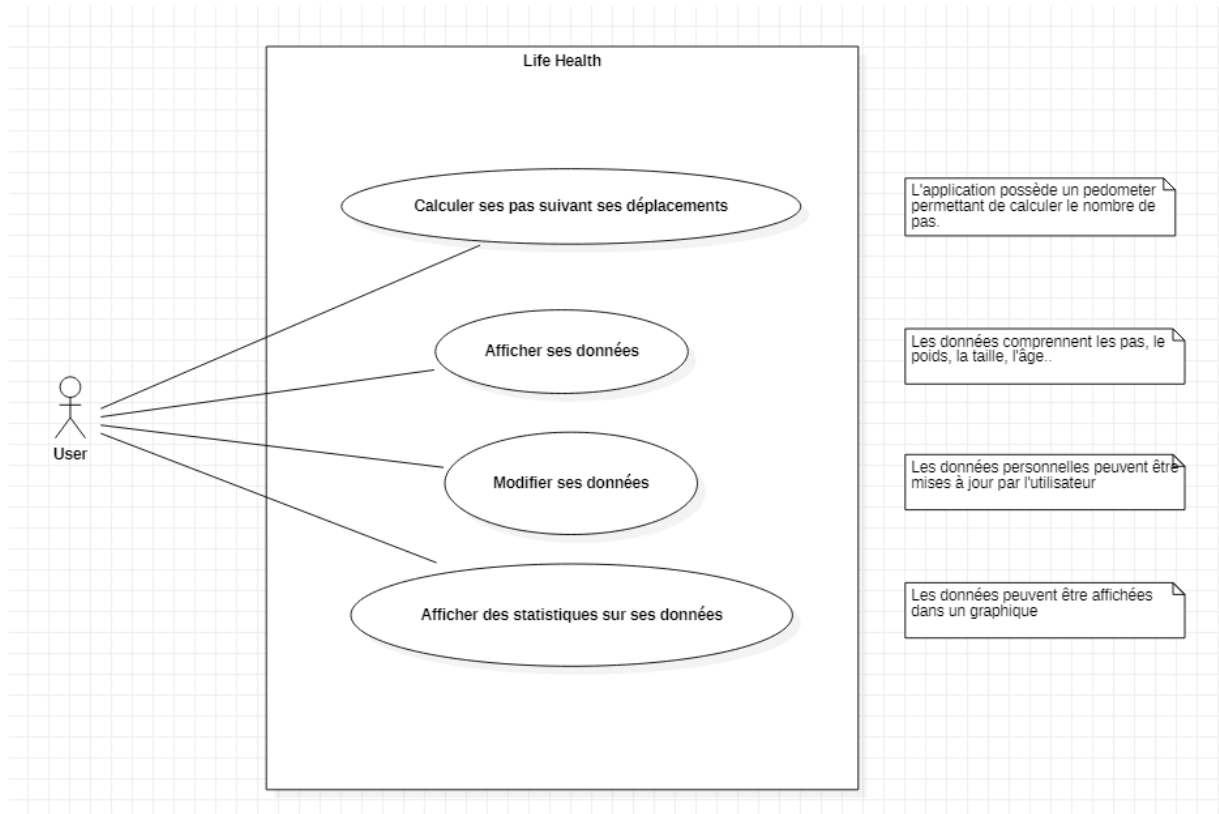 Life Health
Calculer ses pas suivant ses déplacements
L'application possède un pedometer
permettant de calculer le nombre de
pas.
Afficher ses données
Les données comprennent les pas, le
poids, la taille, l'âge..
User
Modifier ses données
Les données personnelles peuvent être
mises à jour par l'utilisateur
Afficher des statistiques sur ses données
Les données peuvent être affichées
dans un graphique